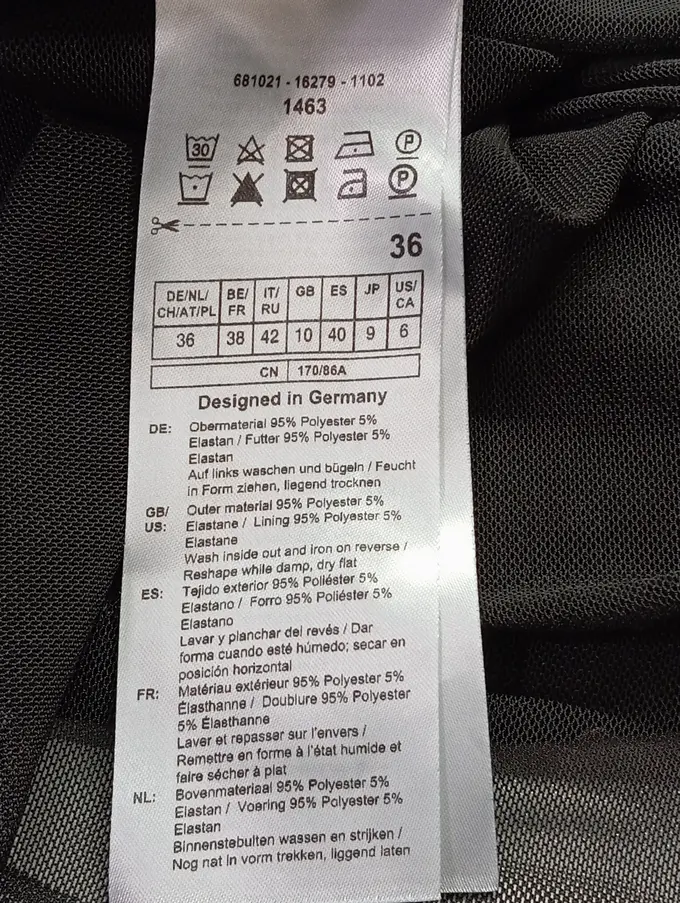 681021 - 16279 - 1102
1463
30 P
P
36
DE/NL/ BE/ IT/ GB ES JP US/
CH/AT/PL FR RU CA
36 38 42 10 40 9 6
CN 170/86A
Designed in Germany
DE: Obermaterial 95% Polyester 5%
Elastan / Futter 95% Polyester 5%
Elastan
Auf links waschen und bügeln / Feucht
in Form ziehen, liegend trocknen
GB/ Outer material 95% Polyester 5%
US: Elastane / Lining 95% Polyester 5%
Elastane
Wash inside out and iron on reverse /
Reshape while damp, dry flat
ES: Tejido exterior 95% Poliéster 5%
Elastano / Forro 95% Poliéster 5%
Elastano
Lavar y planchar del revés / Dar
forma cuando esté húmedo; secar en
posición horizontal
FR: Matériau extérieur 95% Polyester 5%
Élasthanne / Doublure 95% Polyester
5% Élasthanne
Laver et repasser sur l'envers /
Remettre en forme à l'état humide et
faire sécher à plat
NL: Bovenmateriaal 95% Polyester 5%
Elastan / Voering 95% Polyester 5%
Elastan
Binnenstebuiten wassen en strijken /
Nog nat in vorm trekken, liggend laten